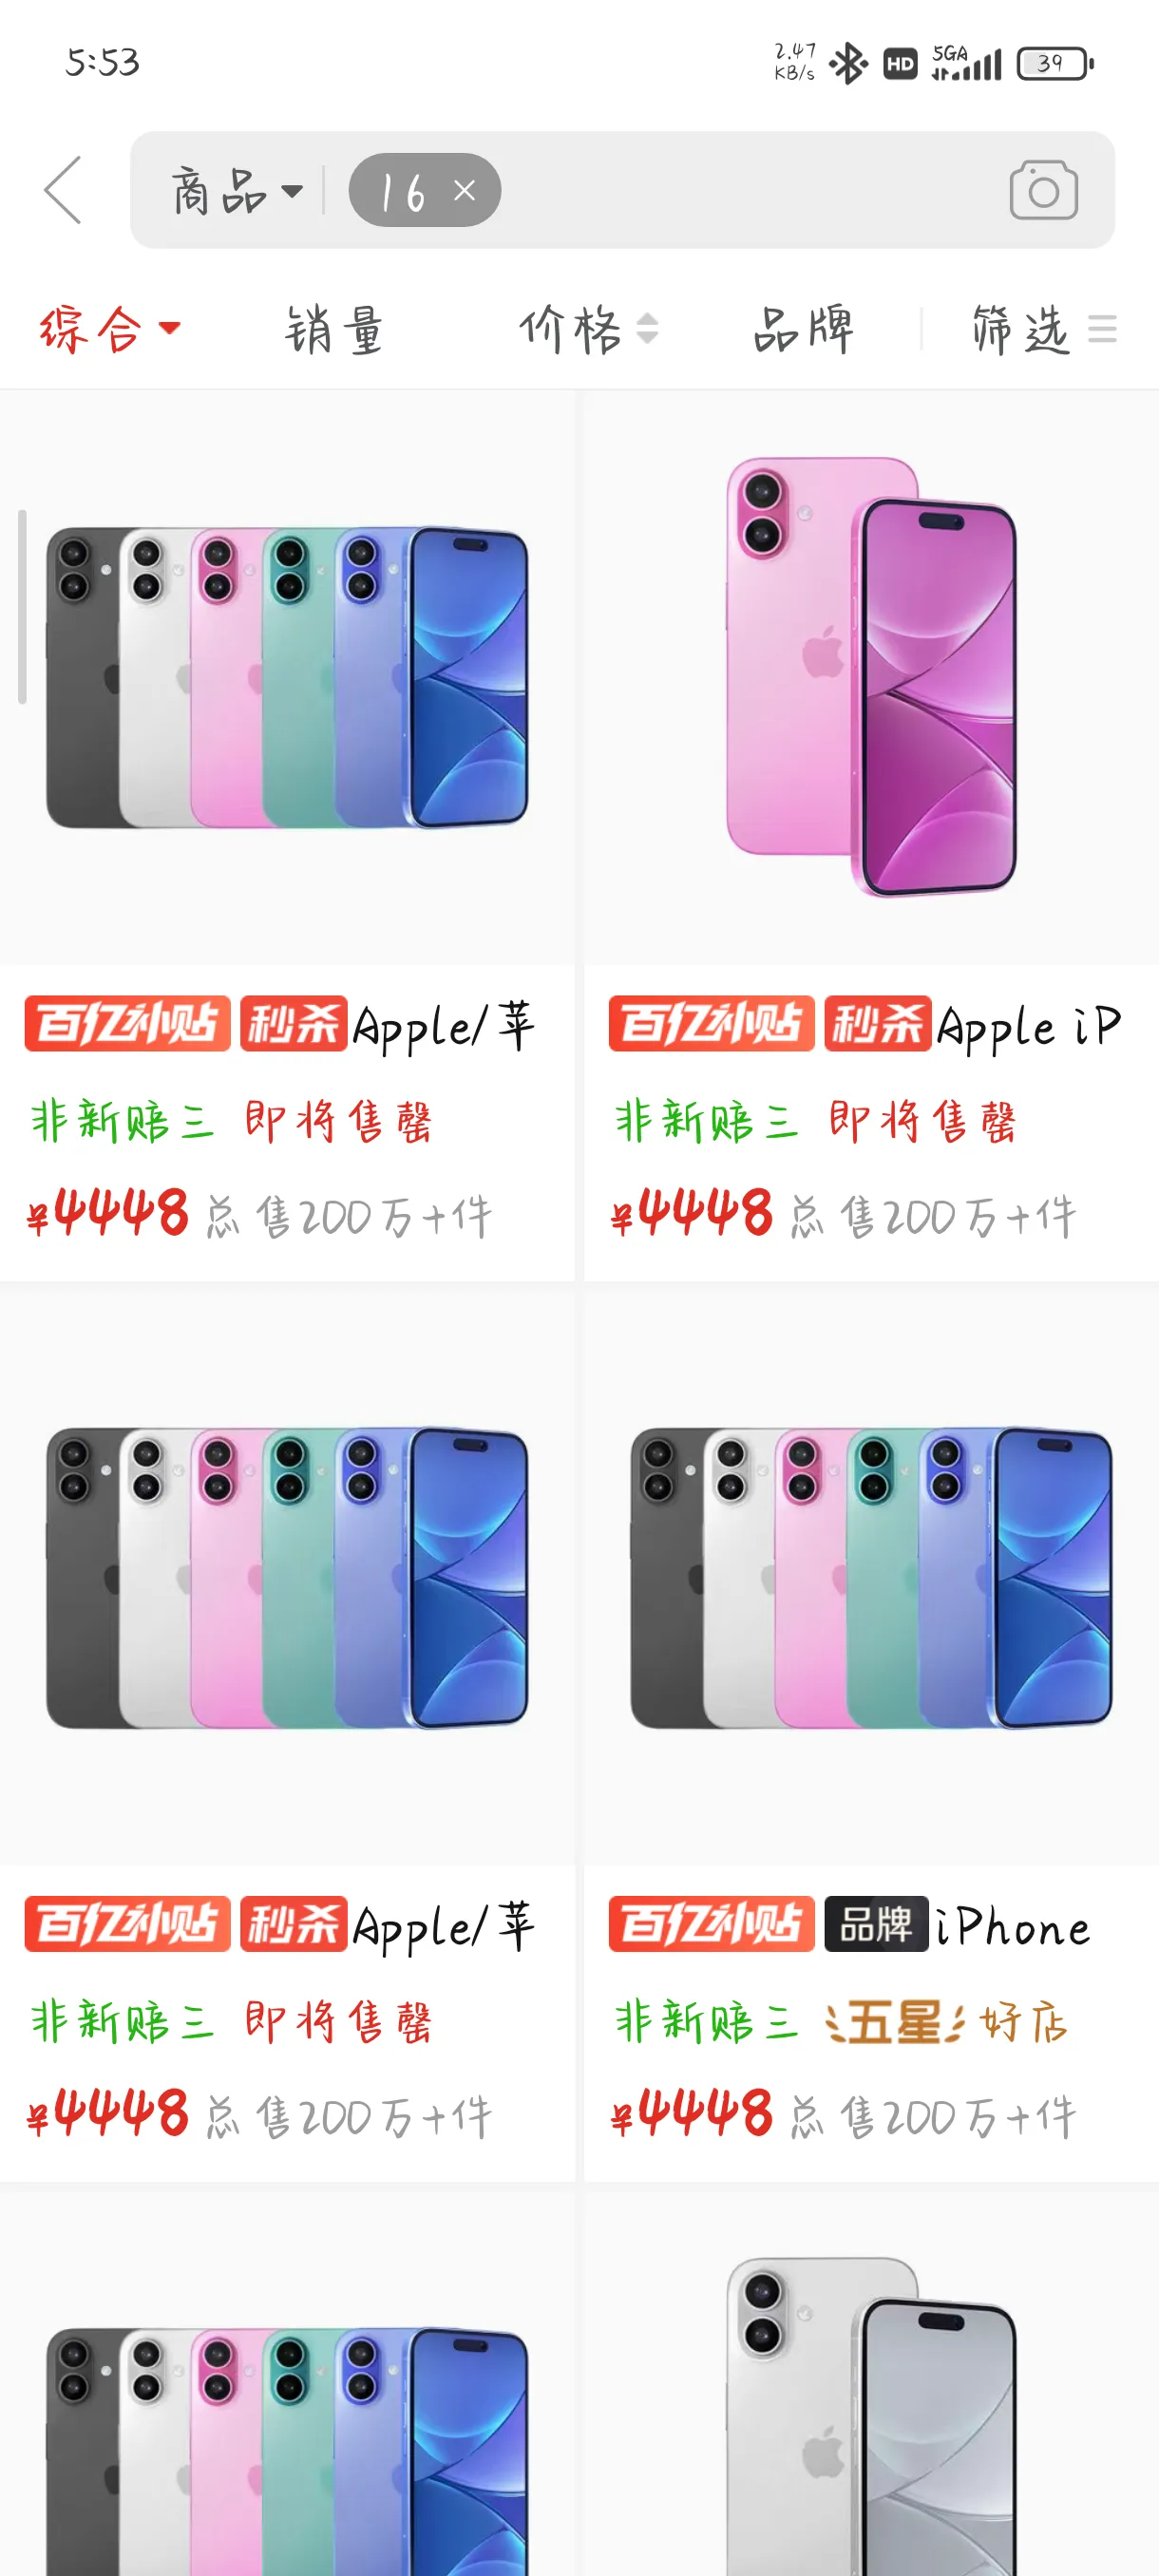 5:53
2.47 KB/s HD 5GA 39
商品 16 ×
综合 销量 价格 品牌 筛选
百亿补贴 秒杀 Apple/苹
非新赔三 即将售罄
¥4448 总售200万+件
百亿补贴 秒杀 Apple iP
非新赔三 即将售罄
¥4448 总售200万+件
百亿补贴 秒杀 Apple/苹
非新赔三 即将售罄
¥4448 总售200万+件
百亿补贴 品牌 iPhone
非新赔三 五星好店
¥4448 总售200万+件